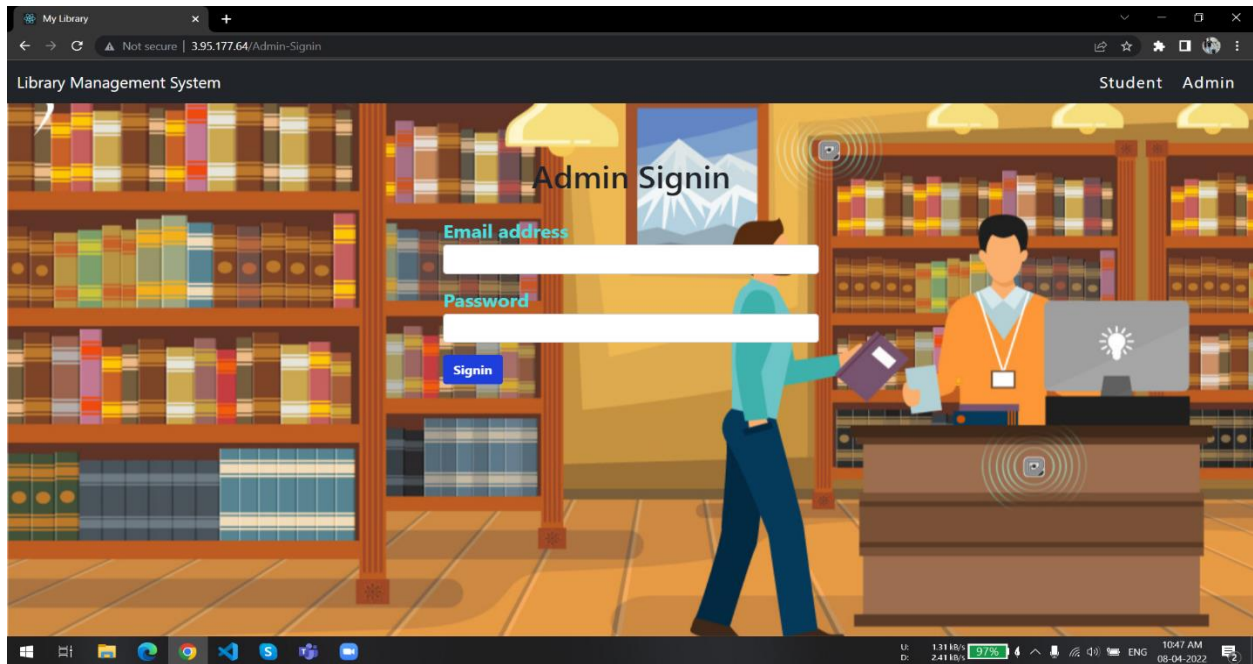 My Library
Not secure | 3.95.177.64/Admin-Signin
Library Management System
Student Admin
Admin Signin
Email address
Password
Signin
U: 1.31 kB/s
D: 2.41 kB/s
97%
ENG
10:47 AM
08-04-2022
2